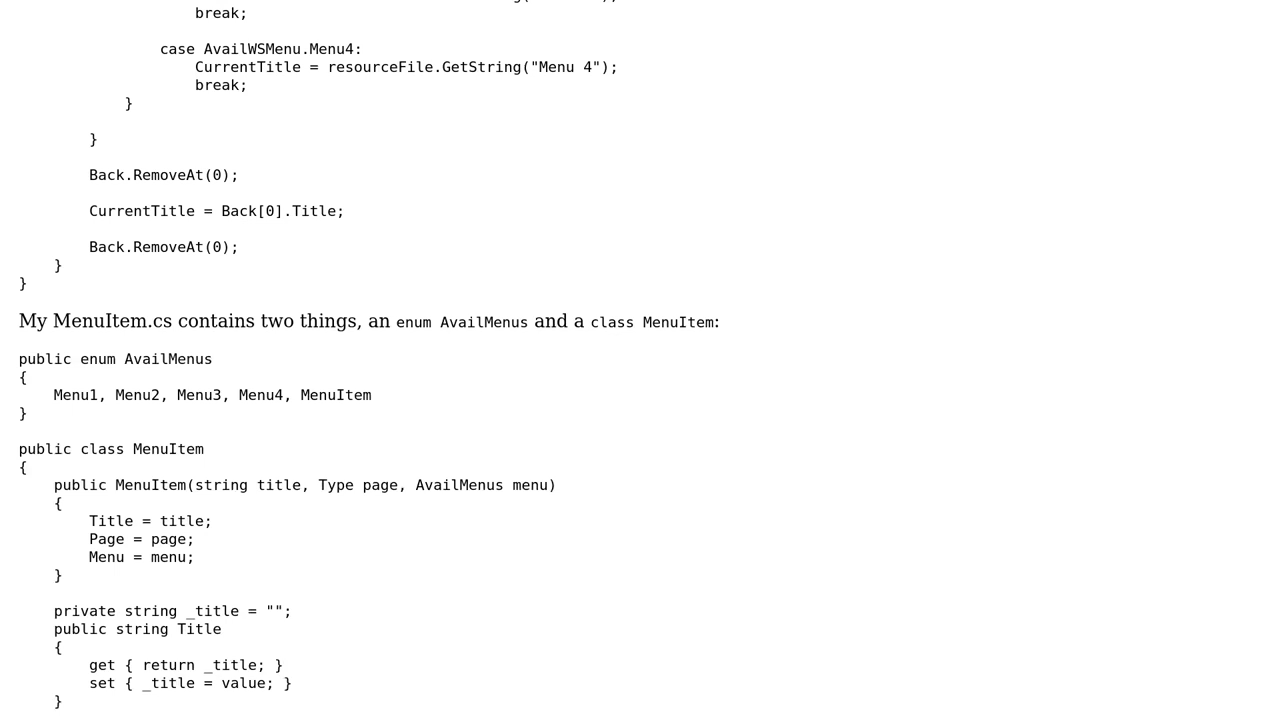 break;
case AvailWSMenu.Menu4:
CurrentTitle = resourceFile.GetString("Menu 4");
break;
}
}
Back.RemoveAt(0);
CurrentTitle = Back[0].Title;
Back.RemoveAt(0);
}
}
My MenuItem.cs contains two things, an enum AvailMenus and a class MenuItem:
public enum AvailMenus
{
Menu1, Menu2, Menu3, Menu4, MenuItem
}
public class MenuItem
{
public MenuItem(string title, Type page, AvailMenus menu)
{
Title = title;
Page = page;
Menu = menu;
}
private string _title = "";
public string Title
{
get { return _title; }
set { _title = value; }
}